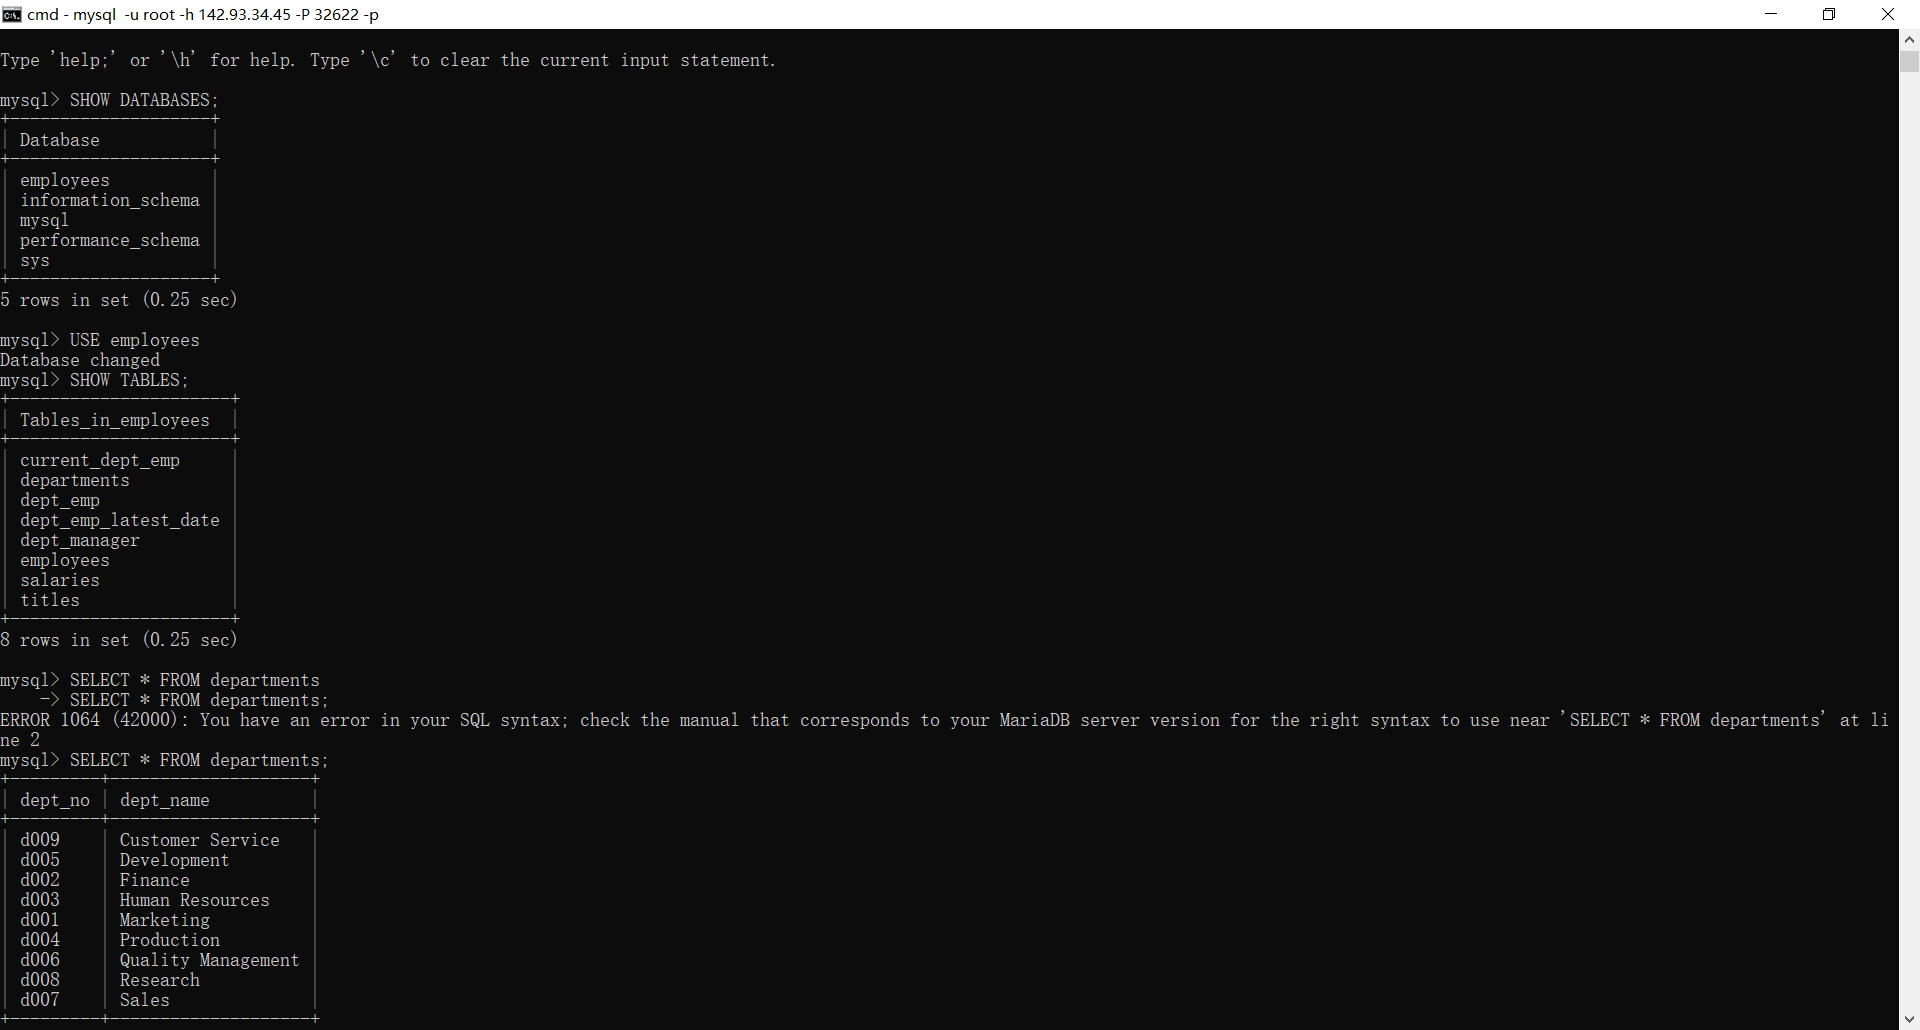 cmd - mysql  -u root -h 142.93.34.45 -P 32622 -p
Type 'help;' or '\h' for help. Type '\c' to clear the current input statement.
mysql> SHOW DATABASES;
+--------------------+
| Database           |
+--------------------+
| employees          |
| information_schema |
| mysql              |
| performance_schema |
| sys                |
+--------------------+
5 rows in set (0.25 sec)
mysql> USE employees
Database changed
mysql> SHOW TABLES;
+----------------------+
| Tables_in_employees  |
+----------------------+
| current_dept_emp     |
| departments          |
| dept_emp             |
| dept_emp_latest_date |
| dept_manager         |
| employees            |
| salaries             |
| titles               |
+----------------------+
8 rows in set (0.25 sec)
mysql> SELECT * FROM departments
    -> SELECT * FROM departments;
ERROR 1064 (42000): You have an error in your SQL syntax; check the manual that corresponds to your MariaDB server version for the right syntax to use near 'SELECT * FROM departments' at li
ne 2
mysql> SELECT * FROM departments;
+---------+--------------------+
| dept_no | dept_name          |
+---------+--------------------+
| d009    | Customer Service   |
| d005    | Development        |
| d002    | Finance            |
| d003    | Human Resources    |
| d001    | Marketing          |
| d004    | Production         |
| d006    | Quality Management |
| d008    | Research           |
| d007    | Sales              |
+---------+--------------------+